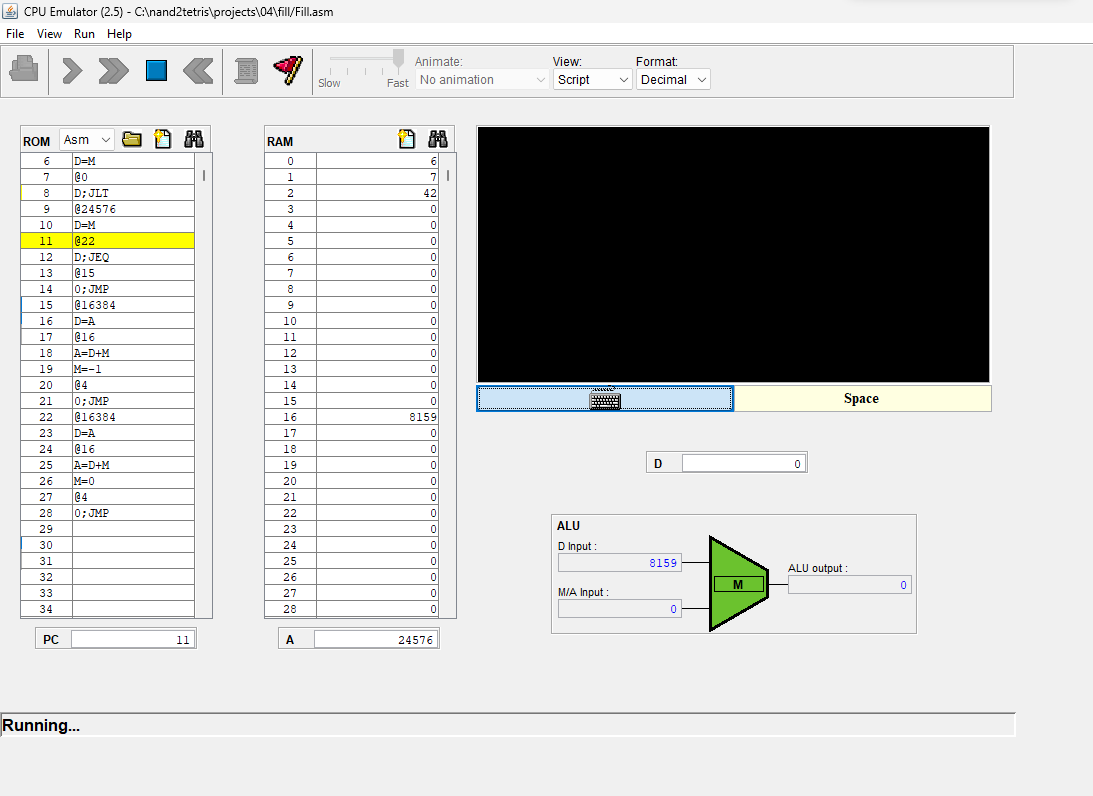 CPU Emulator (2.5) - C:\nand2tetris\projects\04\fill/Fill.asm
File View Run Help
Slow Fast
Animate:
No animation
View:
Script
Format:
Decimal
ROM Asm
6 D=M
7 @0
8 D;JLT
9 @24576
10 D=M
11 @22
12 D;JEQ
13 @15
14 0;JMP
15 @16384
16 D=A
17 @16
18 A=D+M
19 M=-1
20 @4
21 0;JMP
22 @16384
23 D=A
24 @16
25 A=D+M
26 M=0
27 @4
28 0;JMP
29
30
31
32
33
34
PC 11
RAM
0 6
1 7
2 42
3 0
4 0
5 0
6 0
7 0
8 0
9 0
10 0
11 0
12 0
13 0
14 0
15 0
16 8159
17 0
18 0
19 0
20 0
21 0
22 0
23 0
24 0
25 0
26 0
27 0
28 0
A 24576
Space
D 0
ALU
D Input :
8159
M/A Input :
0
M
ALU output :
0
Running...